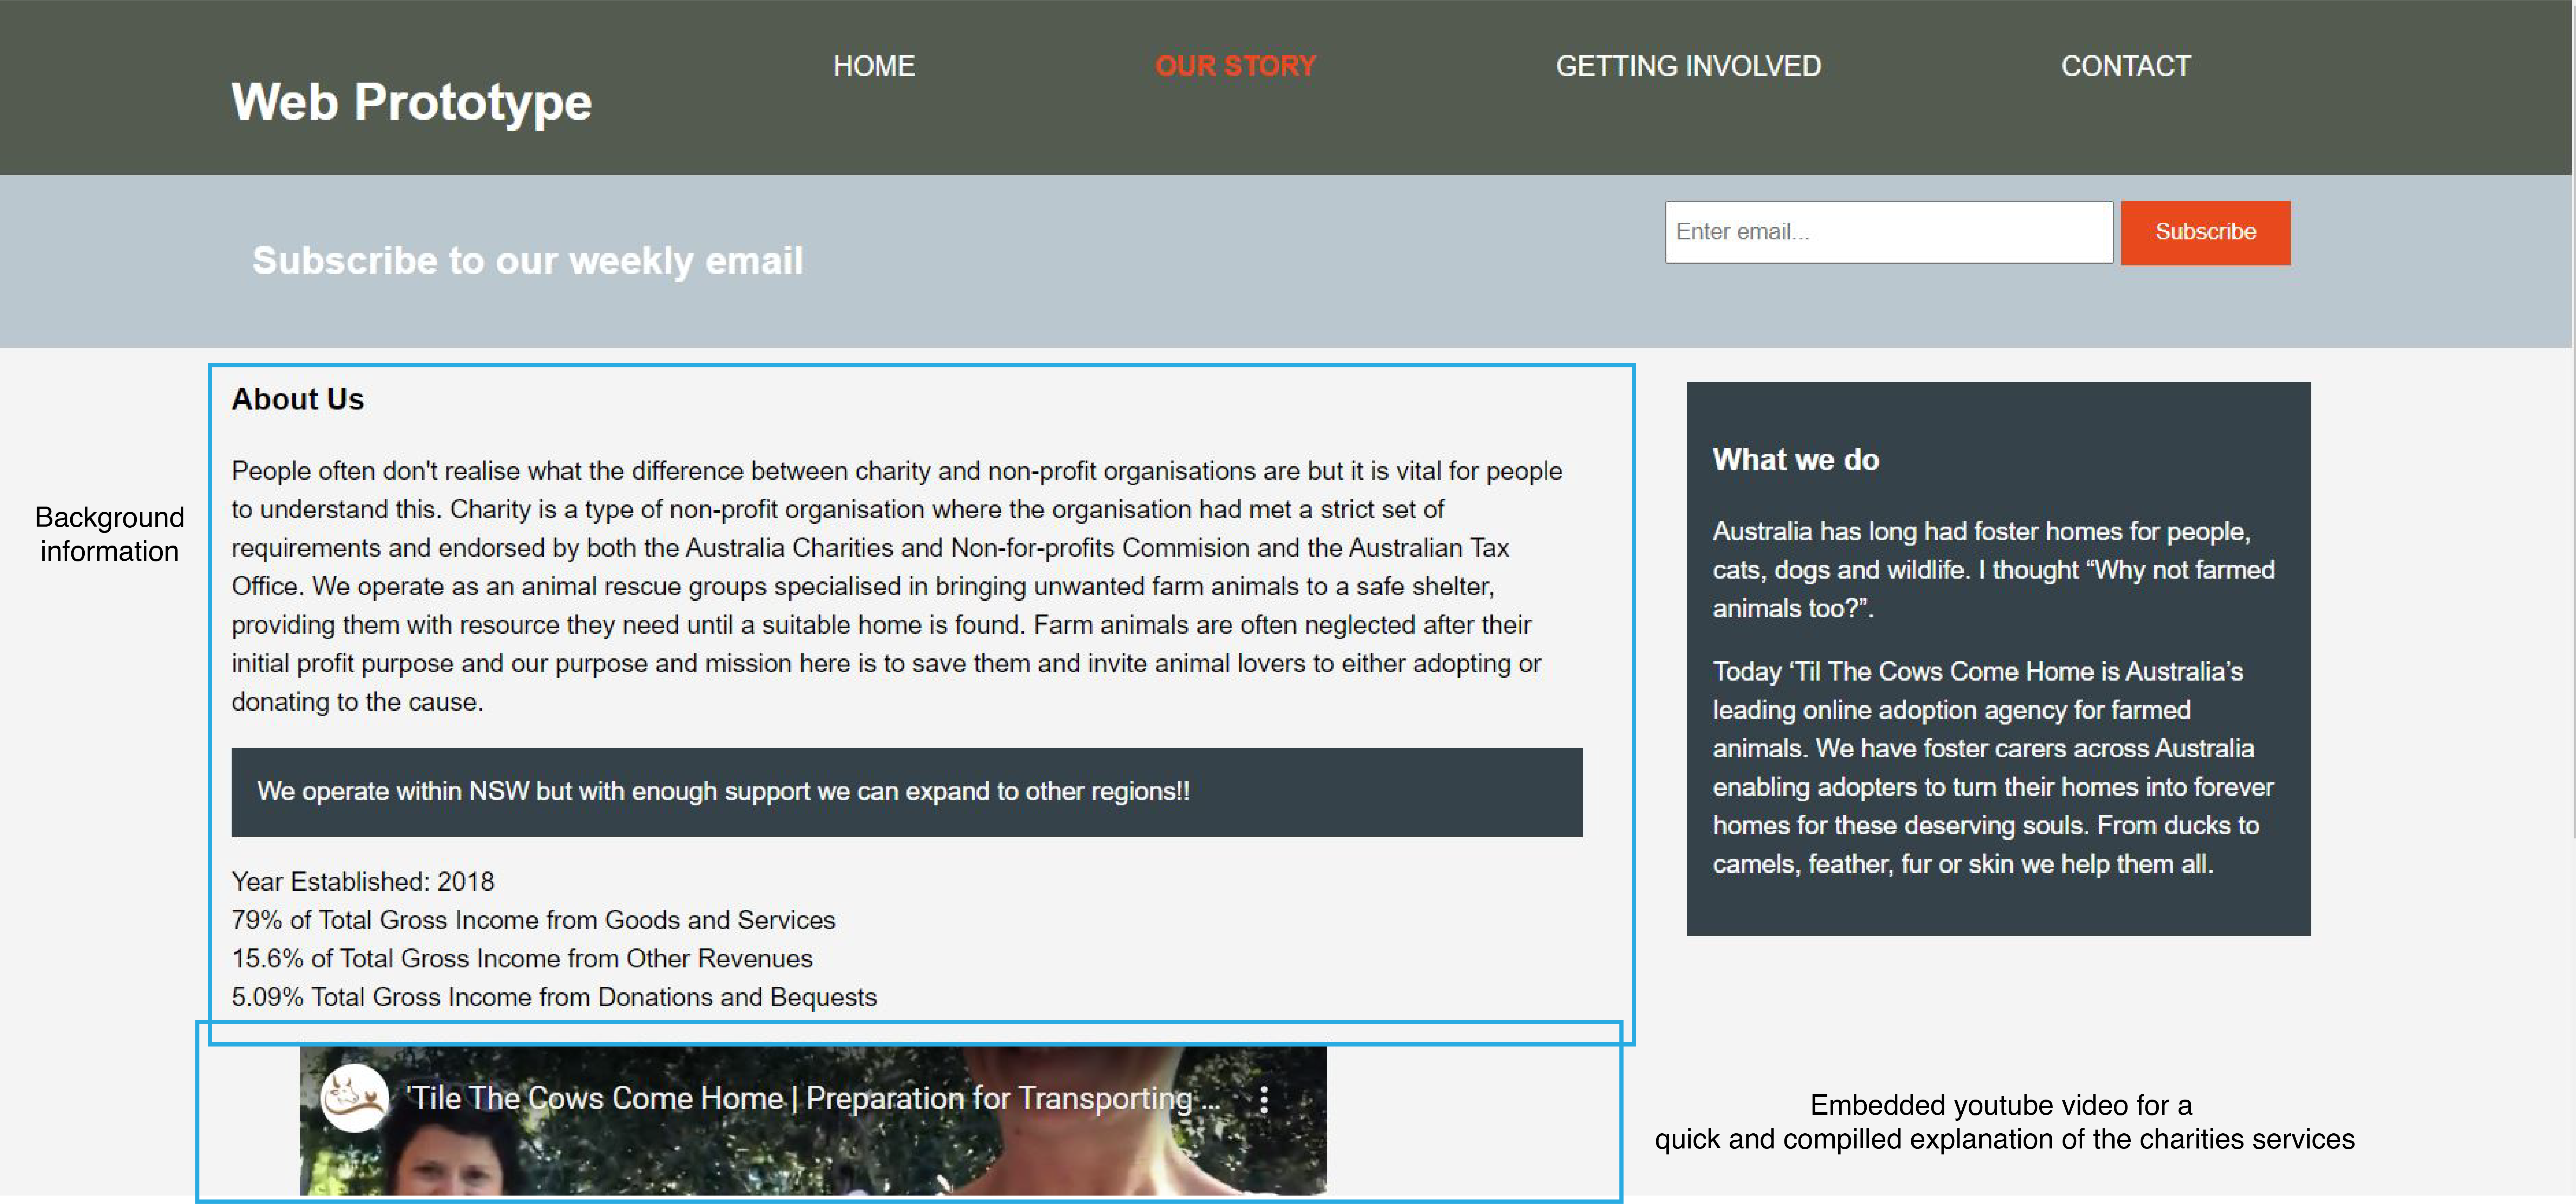 Web Prototype
HOME
OUR STORY
GETTING INVOLVED
CONTACT
Subscribe to our weekly email
Enter email...
Subscribe
Background
information
About Us
People often don't realise what the difference between charity and non-profit organisations are but it is vital for people
to understand this. Charity is a type of non-profit organisation where the organisation had met a strict set of
requirements and endorsed by both the Australia Charities and Non-for-profits Commision and the Australian Tax
Office. We operate as an animal rescue groups specialised in bringing unwanted farm animals to a safe shelter,
providing them with resource they need until a suitable home is found. Farm animals are often neglected after their
initial profit purpose and our purpose and mission here is to save them and invite animal lovers to either adopting or
donating to the cause.
We operate within NSW but with enough support we can expand to other regions!!
Year Established: 2018
79% of Total Gross Income from Goods and Services
15.6% of Total Gross Income from Other Revenues
5.09% Total Gross Income from Donations and Bequests
What we do
Australia has long had foster homes for people,
cats, dogs and wildlife. I thought “Why not farmed
animals too?”.
Today ‘Til The Cows Come Home is Australia’s
leading online adoption agency for farmed
animals. We have foster carers across Australia
enabling adopters to turn their homes into forever
homes for these deserving souls. From ducks to
camels, feather, fur or skin we help them all.
'Tile The Cows Come Home | Preparation for Transporting ...
Embedded youtube video for a
quick and compilled explanation of the charities services